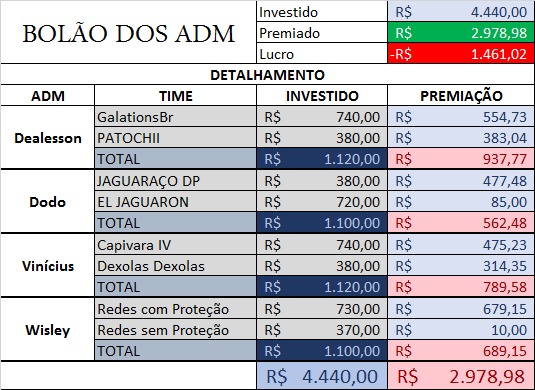 BOLÃO DOS ADM
Investido R$ 4.440,00
Premiado R$ 2.978,98
Lucro -R$ 1.461,02
DETALHAMENTO
ADM TIME INVESTIDO PREMIAÇÃO
Dealesson
GalationsBr R$ 740,00 R$ 554,73
PATOCHII R$ 380,00 R$ 383,04
TOTAL R$ 1.120,00 R$ 937,77
Dodo
JAGUARAÇO DP R$ 380,00 R$ 477,48
EL JAGUARON R$ 720,00 R$ 85,00
TOTAL R$ 1.100,00 R$ 562,48
Vinícius
Capivara IV R$ 740,00 R$ 475,23
Dexolas Dexolas R$ 380,00 R$ 314,35
TOTAL R$ 1.120,00 R$ 789,58
Wisley
Redes com Proteção R$ 730,00 R$ 679,15
Redes sem Proteção R$ 370,00 R$ 10,00
TOTAL R$ 1.100,00 R$ 689,15
R$ 4.440,00 R$ 2.978,98